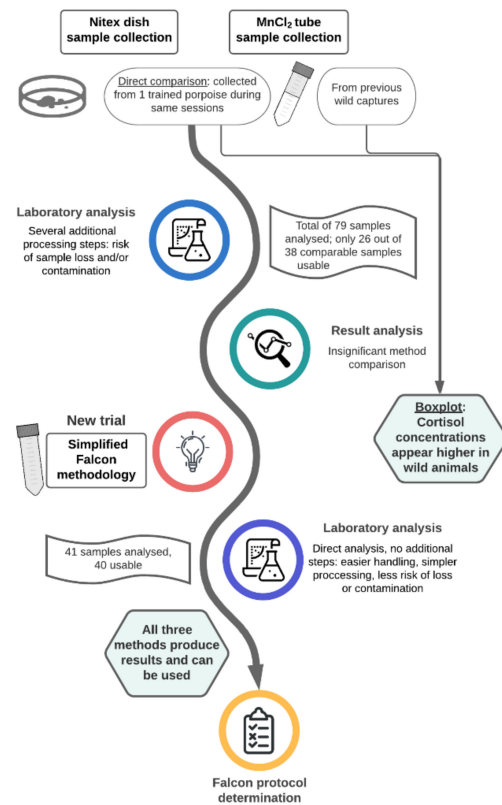 Nitex dish
sample collection
MnCl₂ tube
sample collection
Direct comparison: collected
from 1 trained porpoise during
same sessions
From previous
wild captures
Laboratory analysis
Several additional
processing steps: risk
of sample loss and/or
contamination
Total of 79 samples
analysed; only 26 out of
38 comparable samples
usable
Result analysis
Insignificant method
comparison
Boxplot:
Cortisol
concentrations
appear higher in
wild animals
New trial
Simplified
Falcon
methodology
41 samples analysed,
40 usable
Laboratory analysis
Direct analysis, no additional
steps: easier handling, simpler
proccessing, less risk of loss
or contamination
All three
methods produce
results and can
be used
Falcon protocol
determination